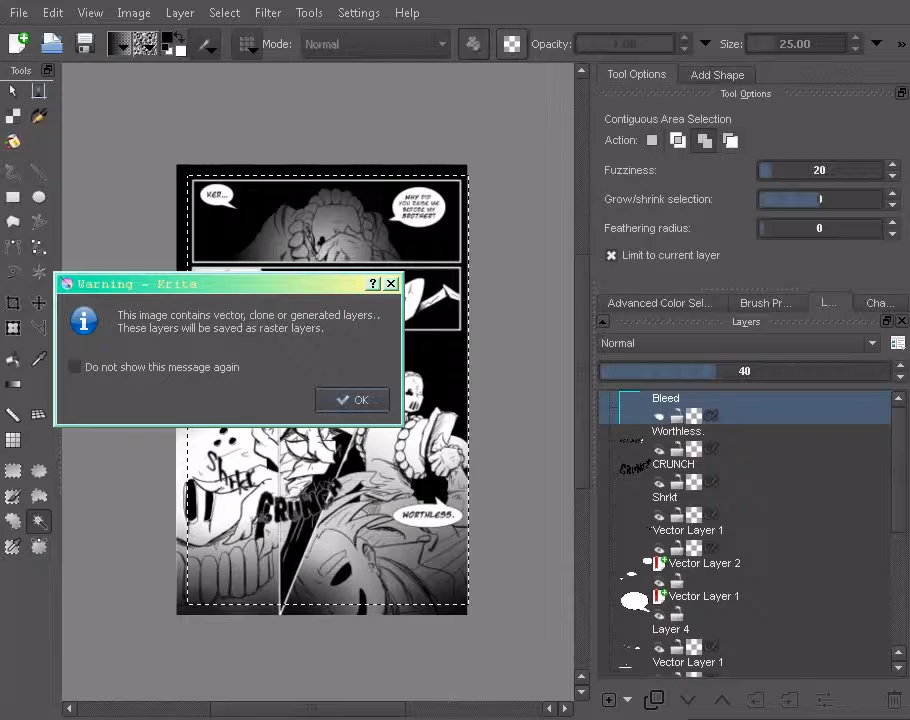 File Edit View Image Layer Select Filter Tools Settings Help
Mode: Normal Opacity: 1.00 Size: 25.00 »
Tools
Tool Options Add Shape
Tool Options
Contiguous Area Selection
Action:
Fuzziness: 20
Grow/shrink selection: 0
Feathering radius: 0
Limit to current layer
HER...
WHY DID
YOU RAISE ME
BEFORE MY
BROTHER?
Warning - Krita
This image contains vector, clone or generated layers..
These layers will be saved as raster layers.
Do not show this message again
OK
CRUNCH
WORTHLESS.
Advanced Color Sel... Brush Pr... L... Cha...
Layers
Normal
40
Bleed
Worthless
CRUNCH
Shrkt
Vector Layer 1
Vector Layer 2
Vector Layer 1
Layer 4
Vector Layer 1